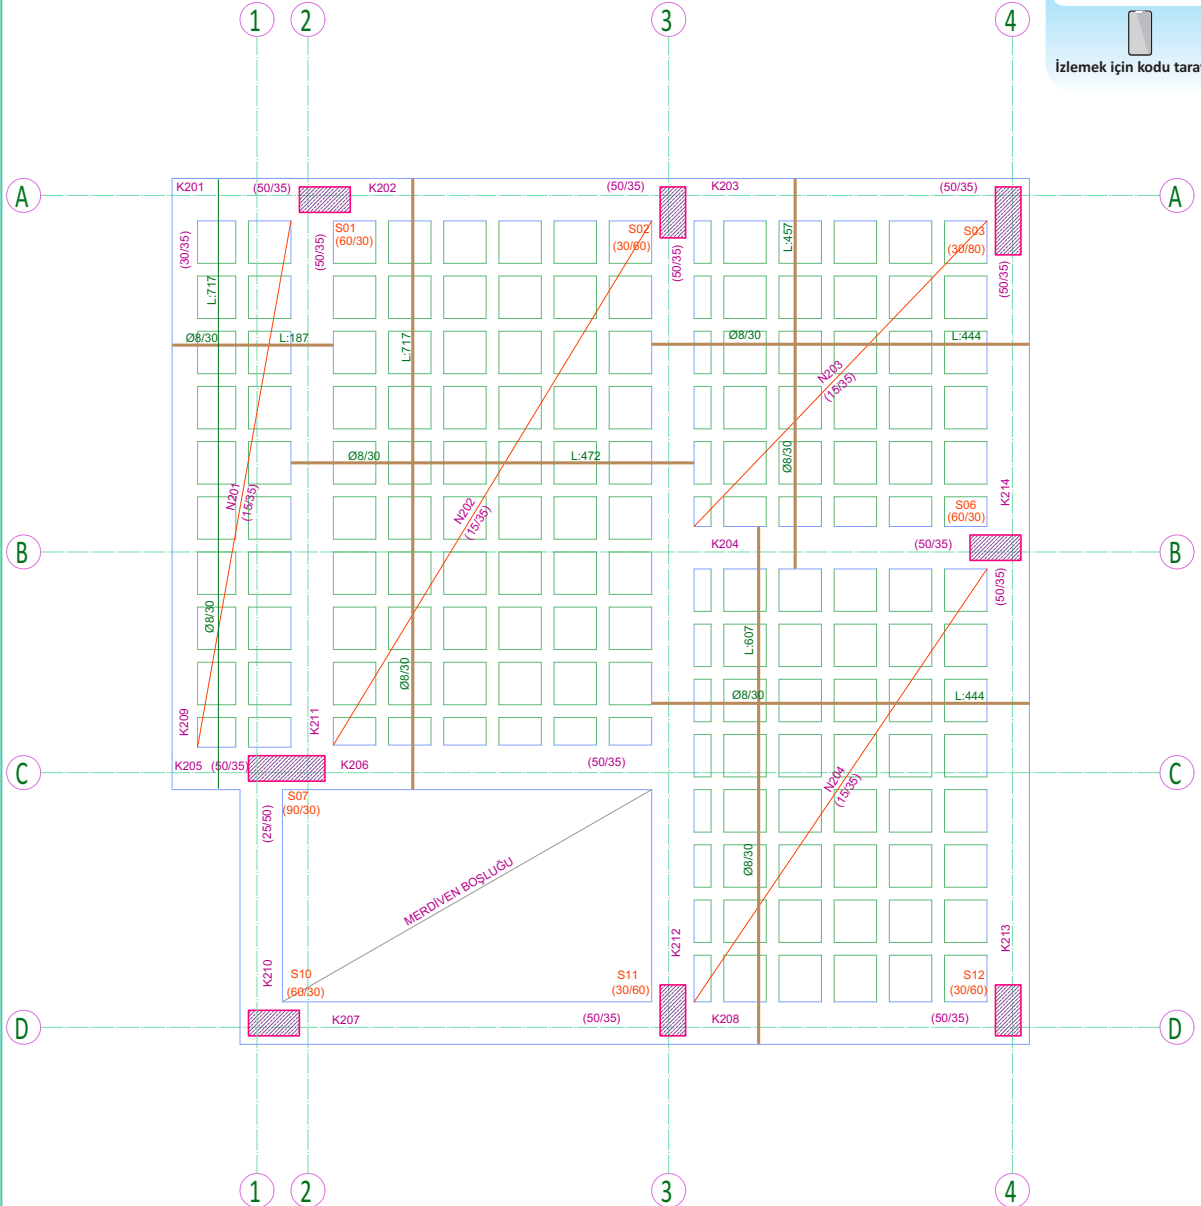 1 2 3 4
İzlemek için kodu tara
A K201 (50/35) K202 (50/35) K203 (50/35) A
S01
(60/30)
S02
(30/60)
S03
(30/80)
(30/35)
(50/35)
(50/35)
(50/35)
L:717
L:457
Ø8/30 L:187
L:717
Ø8/30 L:444
N203
(15/35)
Ø8/30 L:472
Ø8/30
N201
(15/35)
N202
(15/35)
K214
S06
(60/30)
B K204 (50/35) B
(50/35)
Ø8/30
L:607
Ø8/30
Ø8/30 L:444
K209
K211
C K205 (50/35) K206 (50/35) C
N204
(15/35)
S07
(90/30)
(25/50)
Ø8/30
MERDİVEN BOŞLUĞU
K210
K212
K213
S10
(60/30)
S11
(30/60)
S12
(30/60)
D K207 (50/35) K208 (50/35) D
1 2 3 4